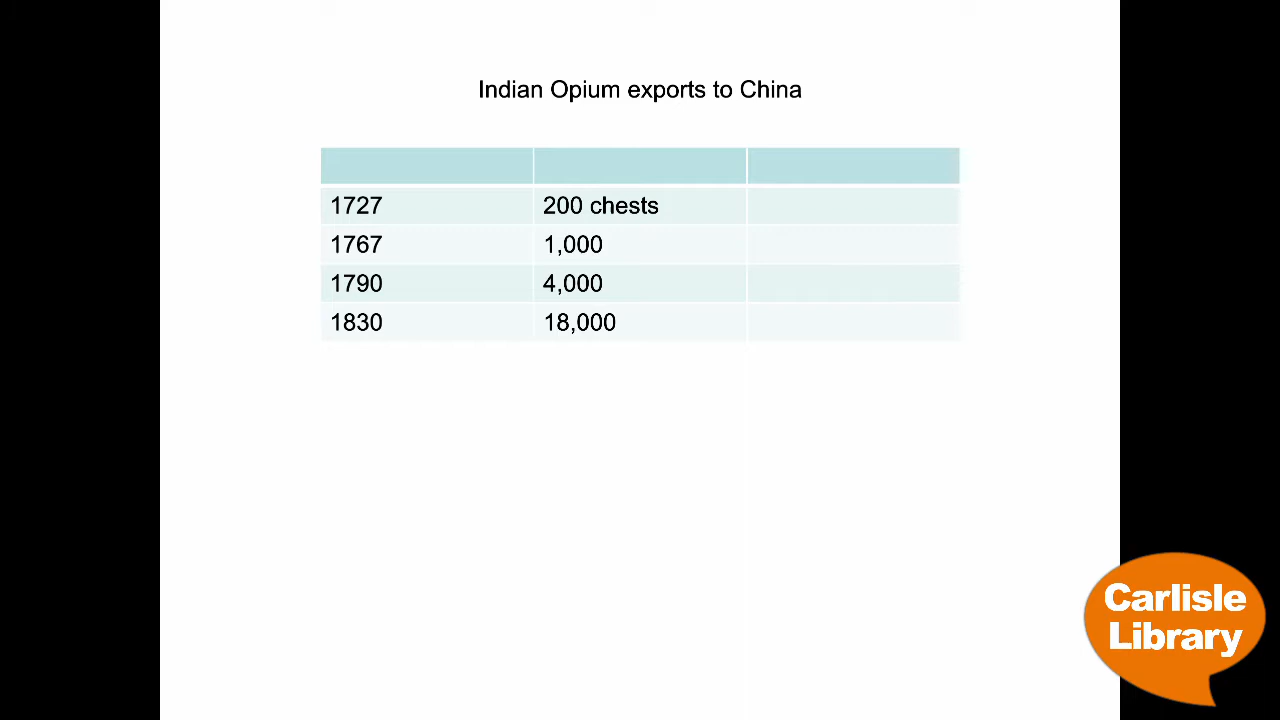 Indian Opium exports to China
1727 200 chests
1767 1,000
1790 4,000
1830 18,000
Carlisle
Library